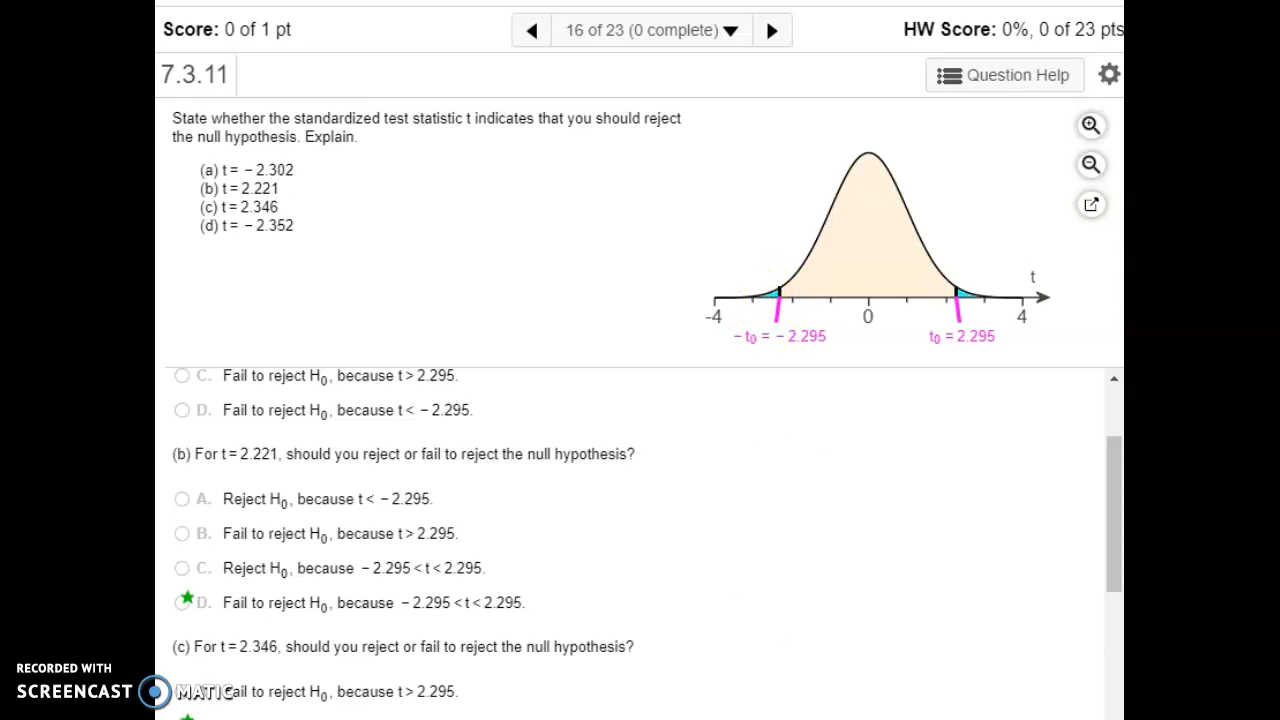 Score: 0 of 1 pt
16 of 23 (0 complete)
HW Score: 0%, 0 of 23 pts
7.3.11
Question Help
State whether the standardized test statistic t indicates that you should reject
the null hypothesis. Explain.
(a) t = − 2.302
(b) t = 2.221
(c) t = 2.346
(d) t = − 2.352
t
-4
0
4
− t₀ = − 2.295
t₀ = 2.295
C. Fail to reject H₀, because t > 2.295.
D. Fail to reject H₀, because t < − 2.295.
(b) For t = 2.221, should you reject or fail to reject the null hypothesis?
A. Reject H₀, because t < − 2.295.
B. Fail to reject H₀, because t > 2.295.
C. Reject H₀, because − 2.295 < t < 2.295.
D. Fail to reject H₀, because − 2.295 < t < 2.295.
(c) For t = 2.346, should you reject or fail to reject the null hypothesis?
ail to reject H₀, because t > 2.295.
RECORDED WITH
SCREENCAST MATIC